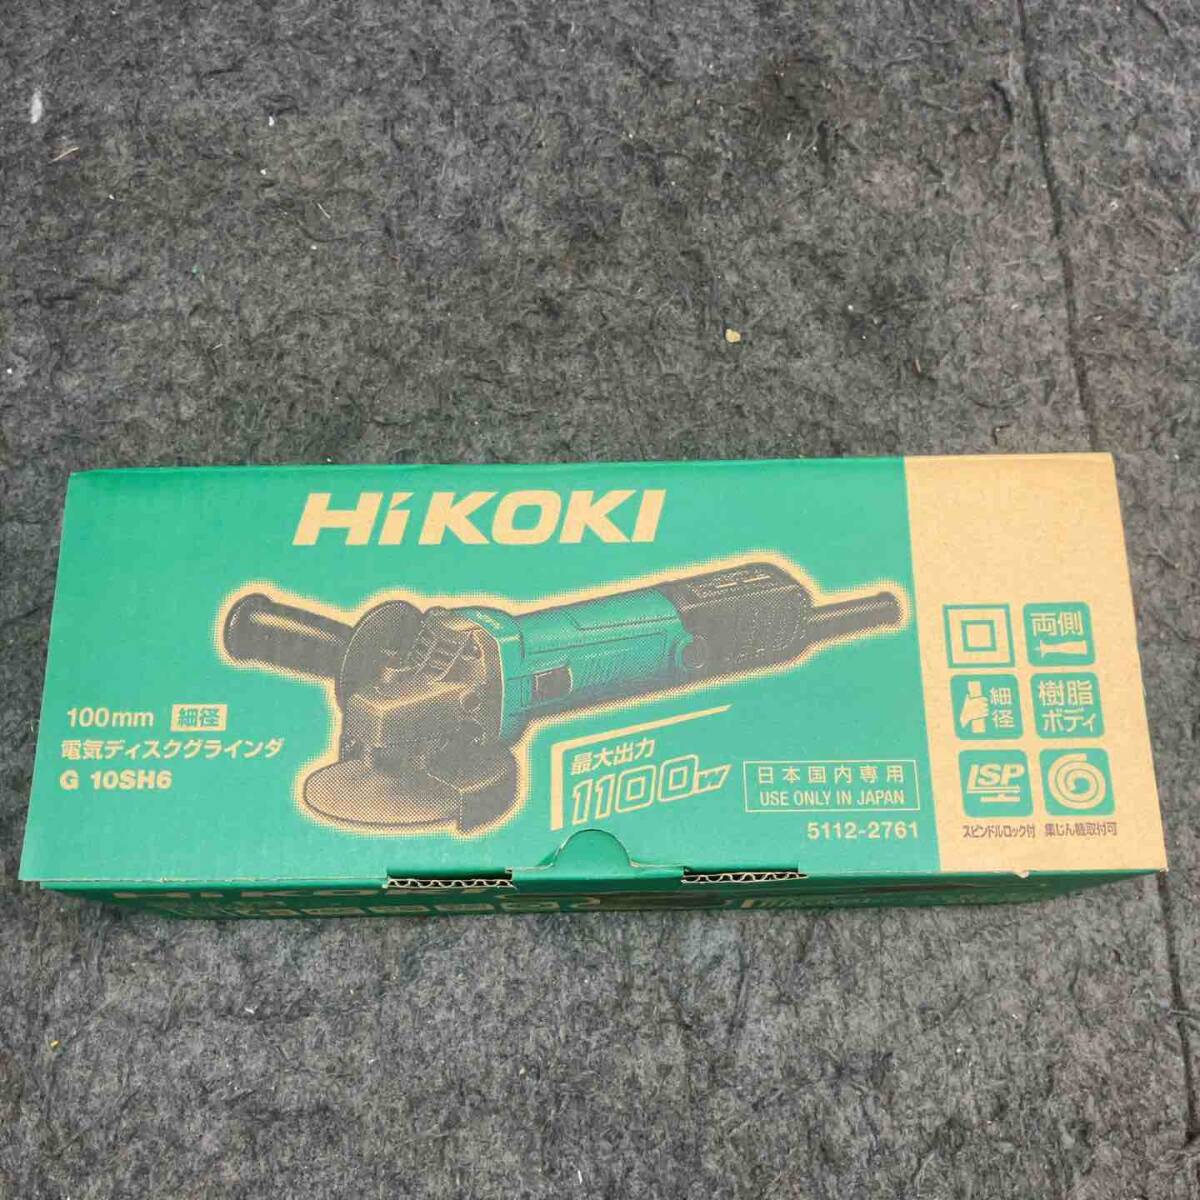 HiKOKI
100mm 細径
電気ディスクグラインダ
G 10SH6
最大出力
1100W
日本国内専用
USE ONLY IN JAPAN
5112-2761
両側
細径
樹脂ボディ
LSP
スピンドルロック付
集じん機取付可